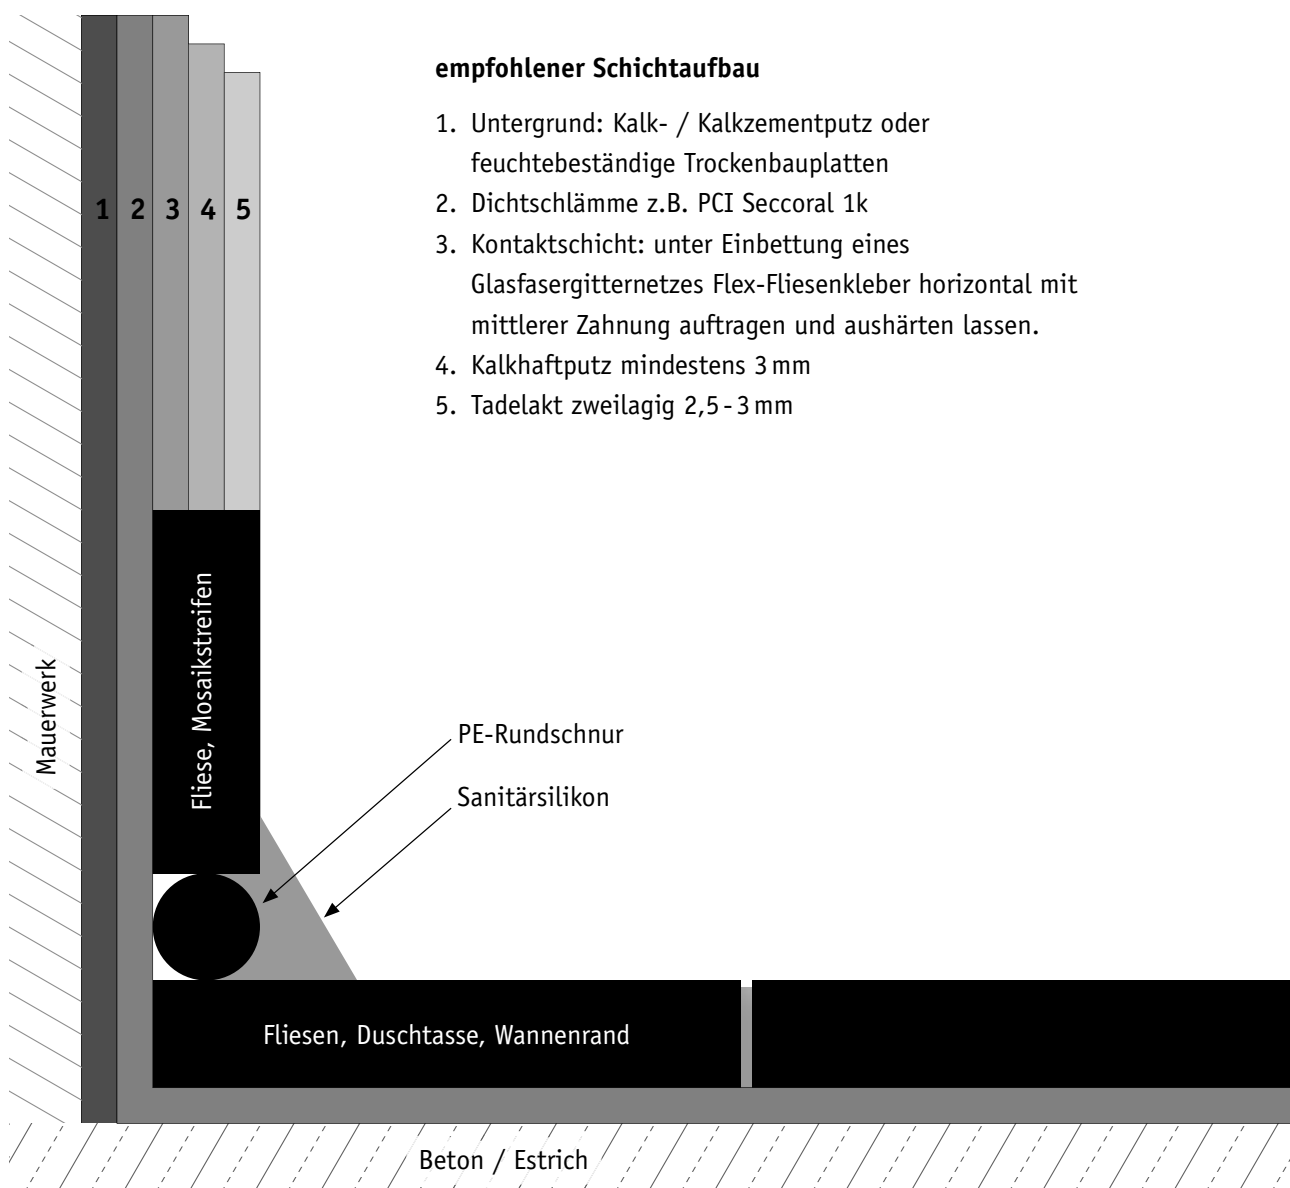 empfohlener Schichtaufbau
1. Untergrund: Kalk- / Kalkzementputz oder
feuchtebeständige Trockenbauplatten
2. Dichtschlämme z.B. PCI Seccoral 1k
3. Kontaktschicht: unter Einbettung eines
Glasfasergitternetzes Flex-Fliesenkleber horizontal mit
mittlerer Zahnung auftragen und aushärten lassen.
4. Kalkhaftputz mindestens 3 mm
5. Tadelakt zweilagig 2,5 - 3 mm
1 2 3 4 5
Mauerwerk
Fliese, Mosaikstreifen
PE-Rundschnur
Sanitärsilikon
Fliesen, Duschtasse, Wannenrand
Beton / Estrich